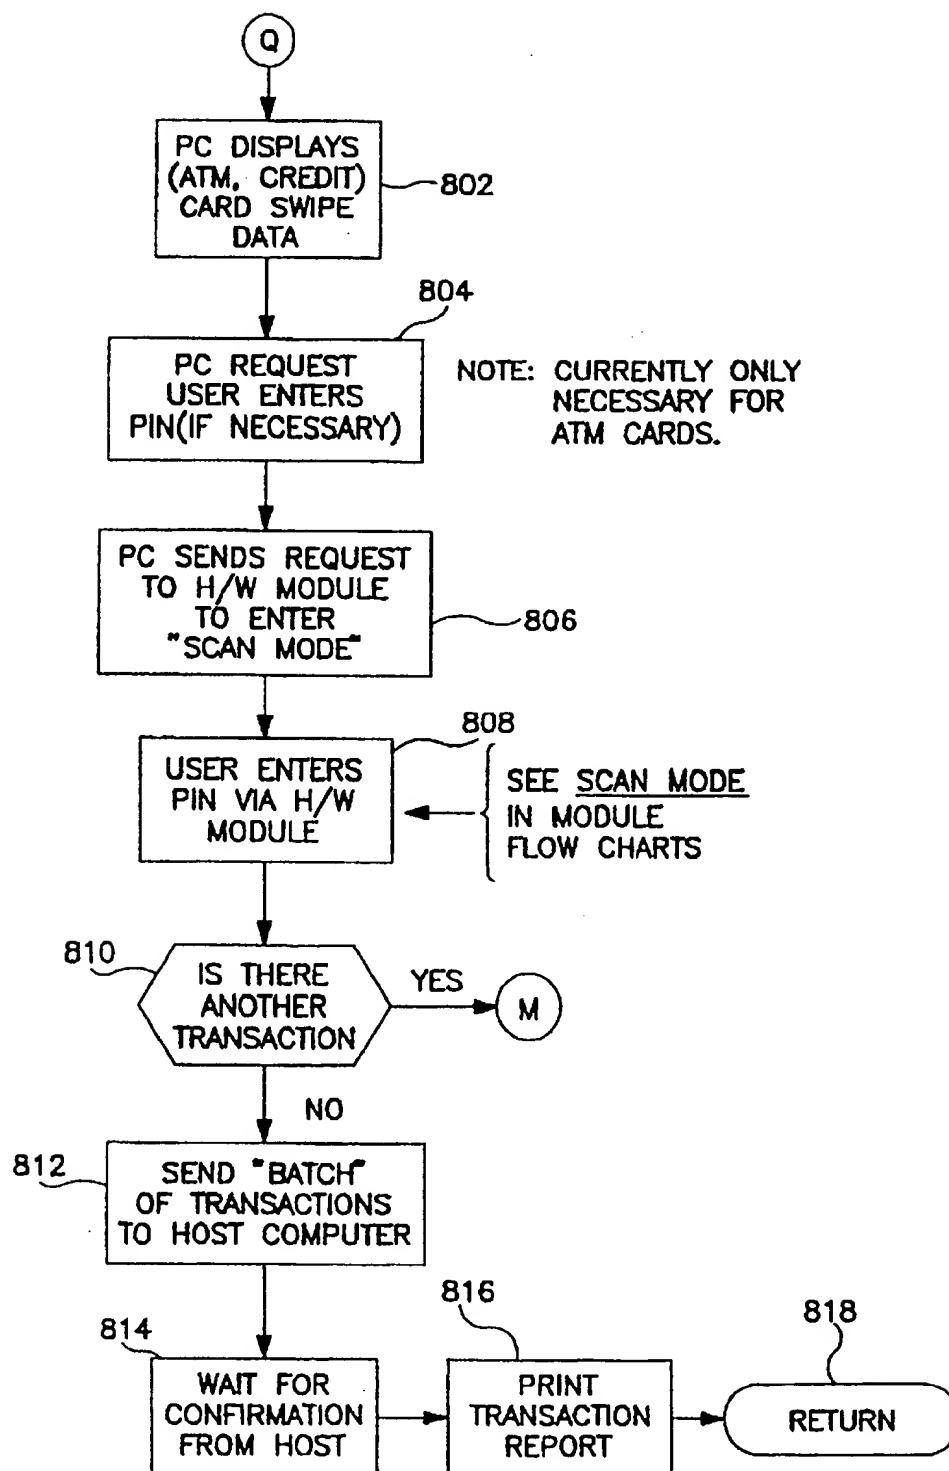 Q
PC DISPLAYS
(ATM, CREDIT)
CARD SWIPE
DATA
802
804
PC REQUEST
USER ENTERS
PIN(IF NECESSARY)
NOTE: CURRENTLY ONLY
NECESSARY FOR
ATM CARDS.
PC SENDS REQUEST
TO H/W MODULE
TO ENTER
"SCAN MODE"
806
808
USER ENTERS
PIN VIA H/W
MODULE
SEE SCAN MODE
IN MODULE
FLOW CHARTS
810
IS THERE
ANOTHER
TRANSACTION
YES
M
NO
812
SEND "BATCH"
OF TRANSACTIONS
TO HOST COMPUTER
814
WAIT FOR
CONFIRMATION
FROM HOST
816
PRINT
TRANSACTION
REPORT
818
RETURN